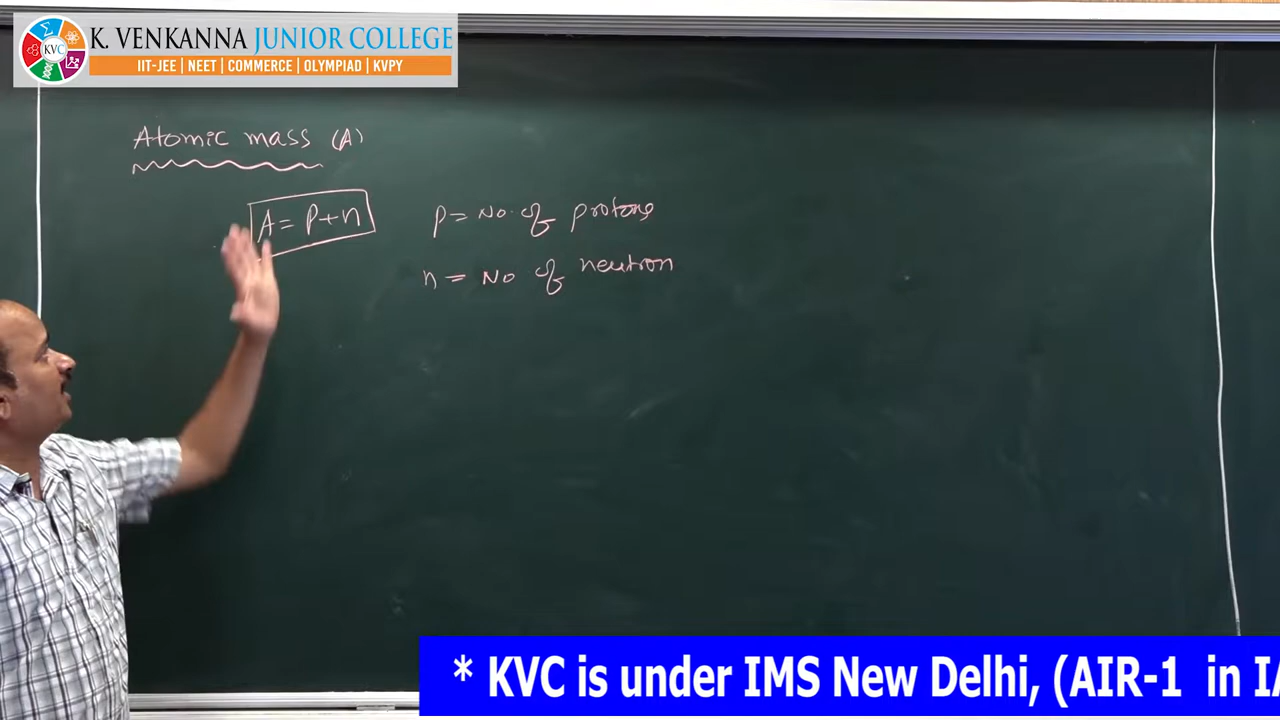 KVC
K. VENKANNA JUNIOR COLLEGE
IIT-JEE | NEET | COMMERCE | OLYMPIAD | KVPY
Atomic mass (A)
A = P+n
p = No. of protons
n = No of neutron
* KVC is under IMS New Delhi, (AIR-1 in IA